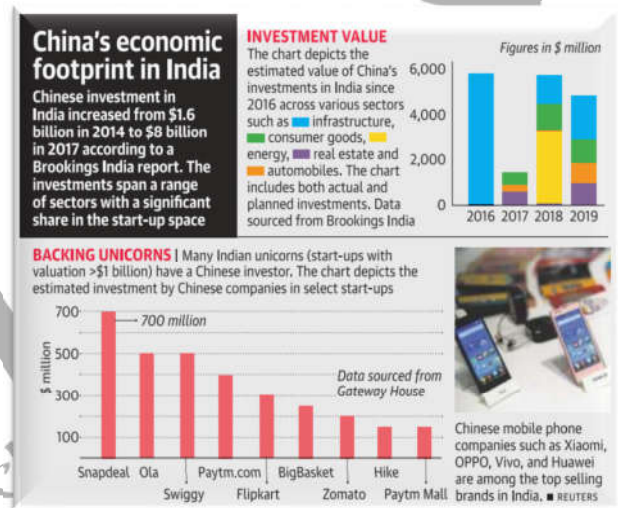 China's economic
footprint in India
Chinese investment in
India increased from $1.6
billion in 2014 to $8 billion
in 2017 according to a
Brookings India report. The
investments span a range
of sectors with a significant
share in the start-up space
INVESTMENT VALUE
The chart depicts the
estimated value of China's
investments in India since
2016 across various sectors
such as infrastructure,
consumer goods,
energy, real estate and
automobiles. The chart
includes both actual and
planned investments. Data
sourced from Brookings India
Figures in $ million
6,000
4,000
2,000
0
2016 2017 2018 2019
BACKING UNICORNS | Many Indian unicorns (start-ups with
valuation >$1 billion) have a Chinese investor. The chart depicts the
estimated investment by Chinese companies in select start-ups
$ million
700
500
300
100
700 million
Data sourced from
Gateway House
Snapdeal Ola Paytm.com BigBasket Hike
Swiggy Flipkart Zomato Paytm Mall
Chinese mobile phone
companies such as Xiaomi,
OPPO, Vivo, and Huawei
are among the top selling
brands in India. ■ REUTERS